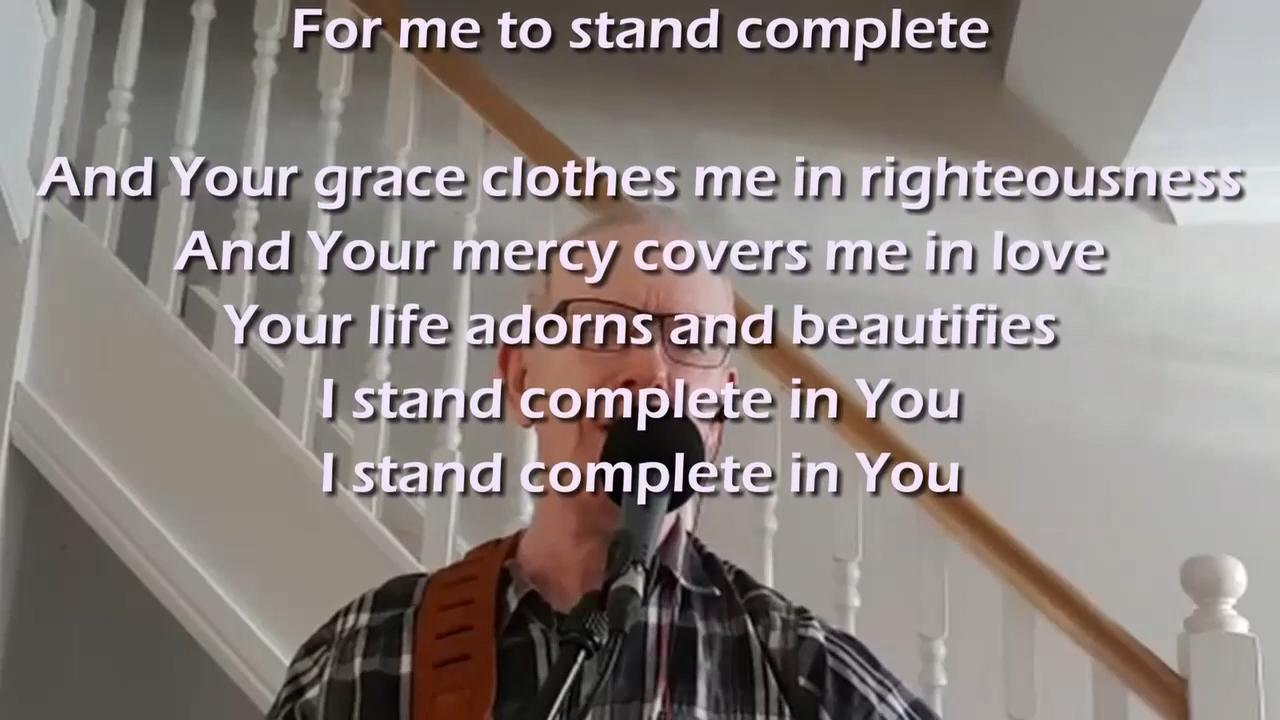 For me to stand complete
And Your grace clothes me in righteousness
And Your mercy covers me in love
Your life adorns and beautifies
I stand complete in You
I stand complete in You